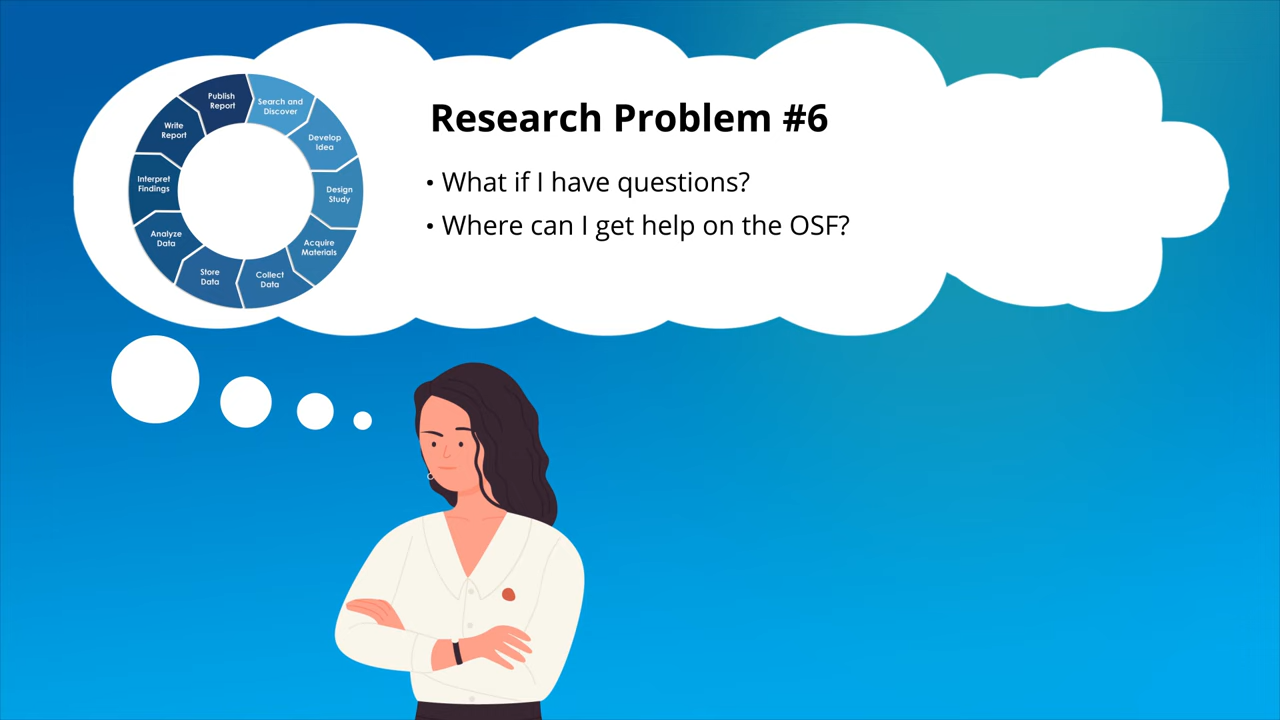 Publish
Report
Search and
Discover
Develop
Idea
Design
Study
Acquire
Materials
Collect
Data
Store
Data
Analyze
Data
Interpret
Findings
Write
Report
Research Problem #6
• What if I have questions?
• Where can I get help on the OSF?